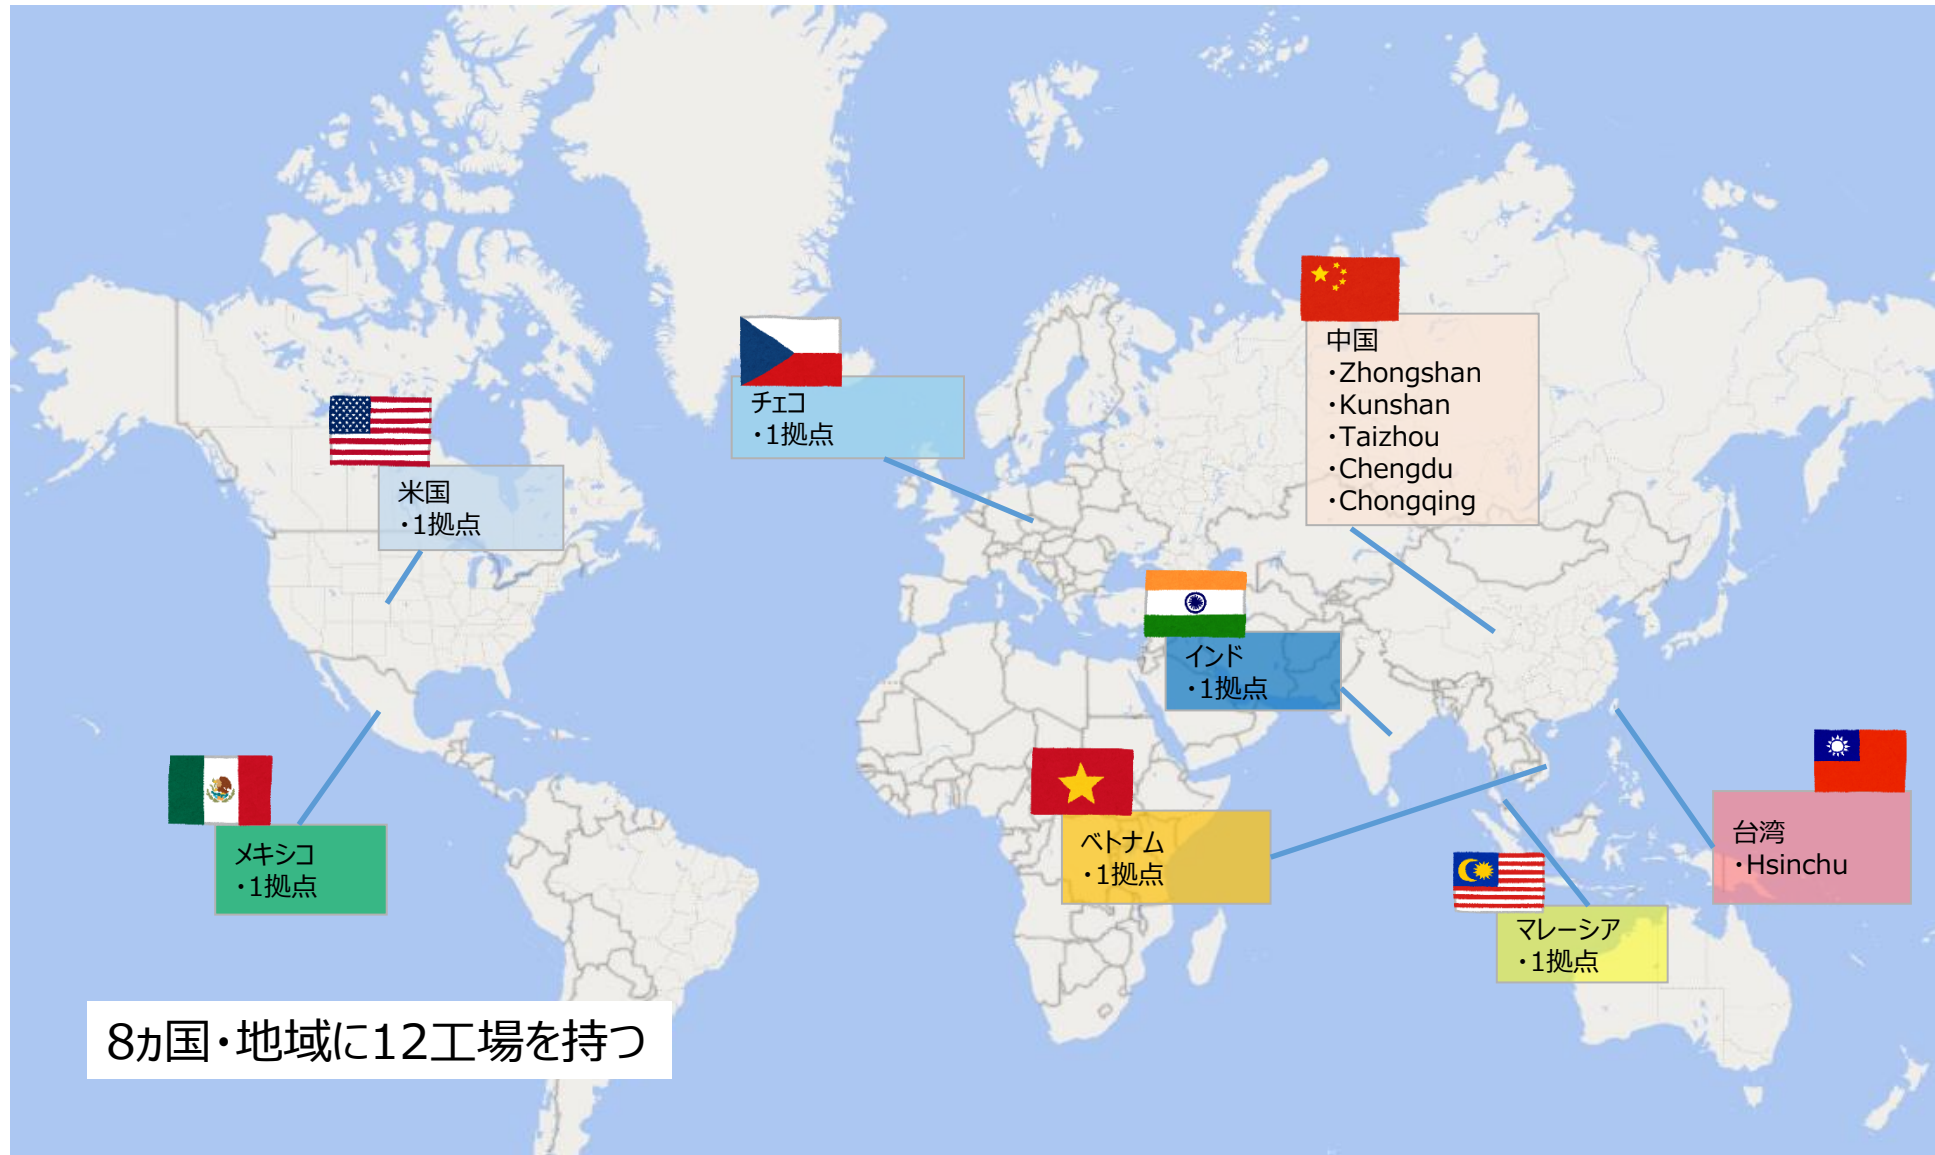 中国
・Zhongshan
・Kunshan
・Taizhou
・Chengdu
・Chongqing
チェコ
・1拠点
米国
・1拠点
インド
・1拠点
メキシコ
・1拠点
ベトナム
・1拠点
台湾
・Hsinchu
マレーシア
・1拠点
8ヵ国・地域に12工場を持つ